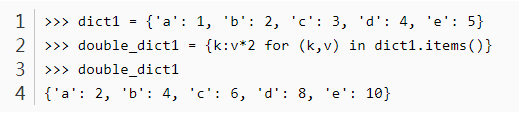 1 >>> dict1 = {'a': 1, 'b': 2, 'c': 3, 'd': 4, 'e': 5}
2 >>> double_dict1 = {k:v*2 for (k,v) in dict1.items()}
3 >>> double_dict1
4 {'a': 2, 'b': 4, 'c': 6, 'd': 8, 'e': 10}